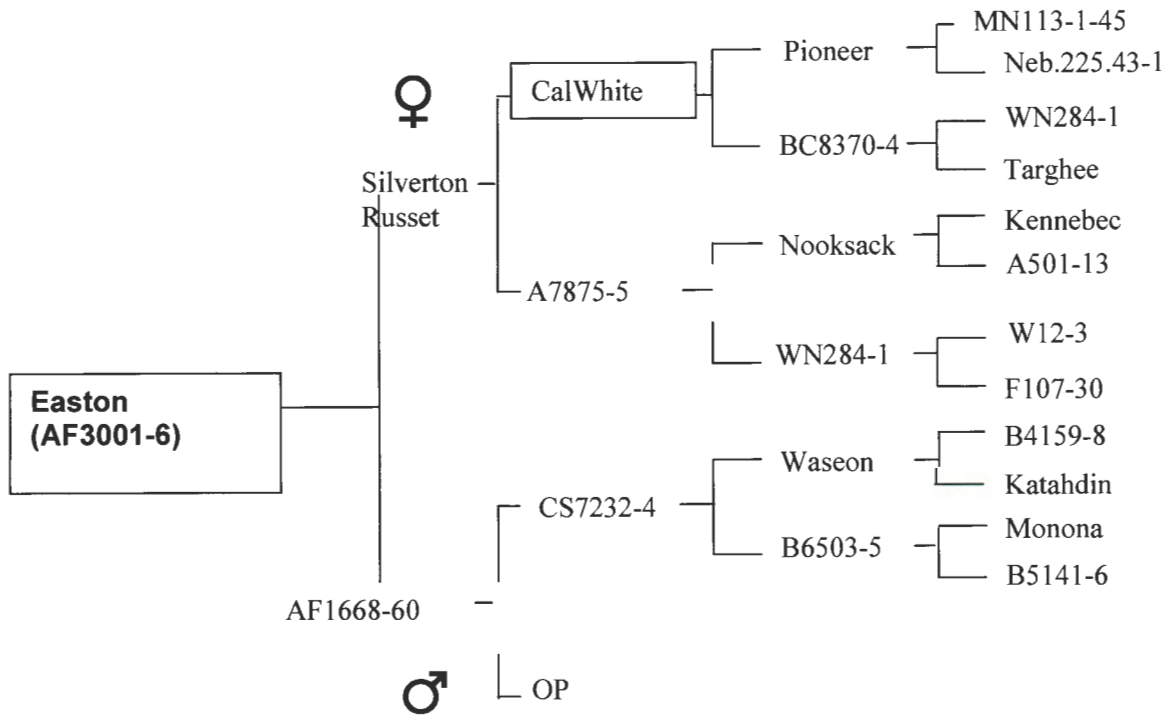 MN113-1-45
Pioneer
Neb.225.43-1
♀
CalWhite
WN284-1
BC8370-4
Targhee
Silverton
Russet
Kennebec
Nooksack
A501-13
A7875-5
W12-3
WN284-1
F107-30
Easton
(AF3001-6)
B4159-8
Waseon
Katahdin
CS7232-4
Monona
B6503-5
B5141-6
AF1668-60
♂
OP